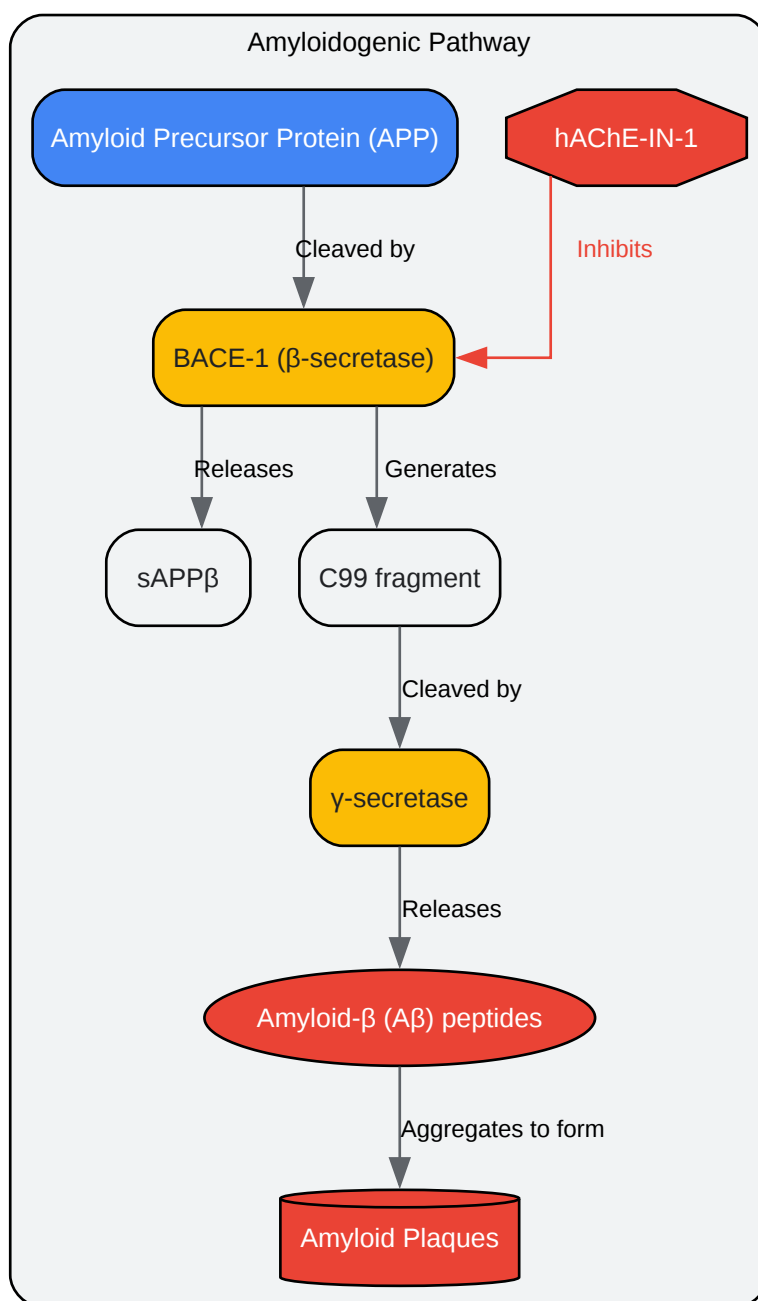 Amyloidogenic Pathway
Amyloid Precursor Protein (APP)
hAChE-IN-1
Cleaved by
Inhibits
BACE-1 (β-secretase)
Releases
Generates
sAPPβ
C99 fragment
Cleaved by
γ-secretase
Releases
Amyloid-β (Aβ) peptides
Aggregates to form
Amyloid Plaques